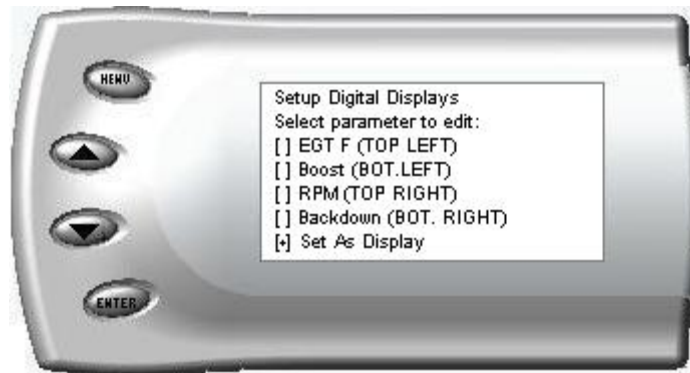 MENU
Setup Digital Displays
Select parameter to edit:
[ ] EGT F (TOP LEFT)
[ ] Boost (BOT.LEFT)
[ ] RPM (TOP RIGHT)
[ ] Backdown (BOT. RIGHT)
[+] Set As Display
ENTER